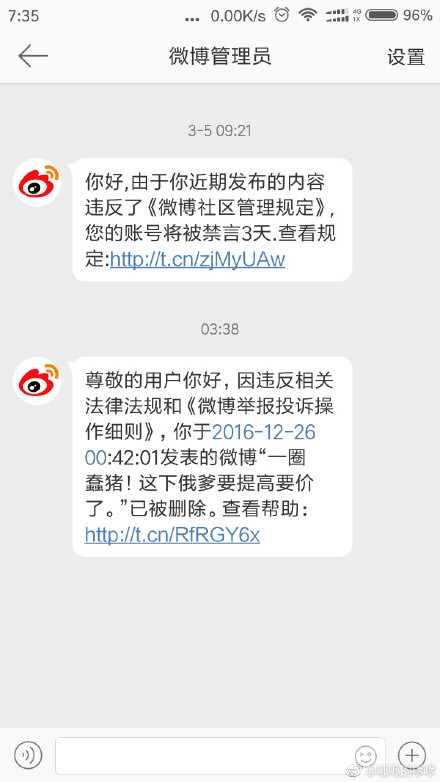 7:35 ... 0.00K/s 4G 1X 96%
微博管理员 设置
3-5 09:21
你好,由于你近期发布的内容
违反了《微博社区管理规定》,
您的账号将被禁言3天.查看规
定:http://t.cn/zjMyUAw
03:38
尊敬的用户你好，因违反相关
法律法规和《微博举报投诉操
作细则》，你于2016-12-26
00:42:01发表的微博“一圈
蠢猪！这下俄爹要提高要价
了。”已被删除。查看帮助：
http://t.cn/RfRGY6x